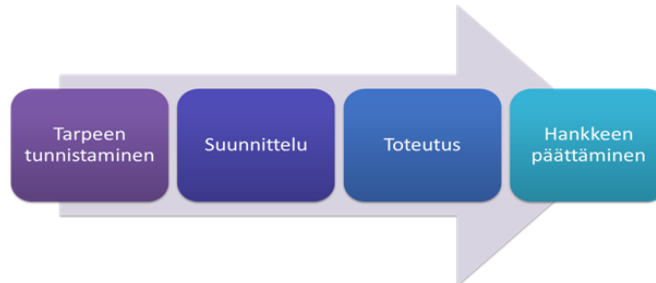 Tarpeen
tunnistaminen
Suunnittelu
Toteutus
Hankkeen
päättäminen